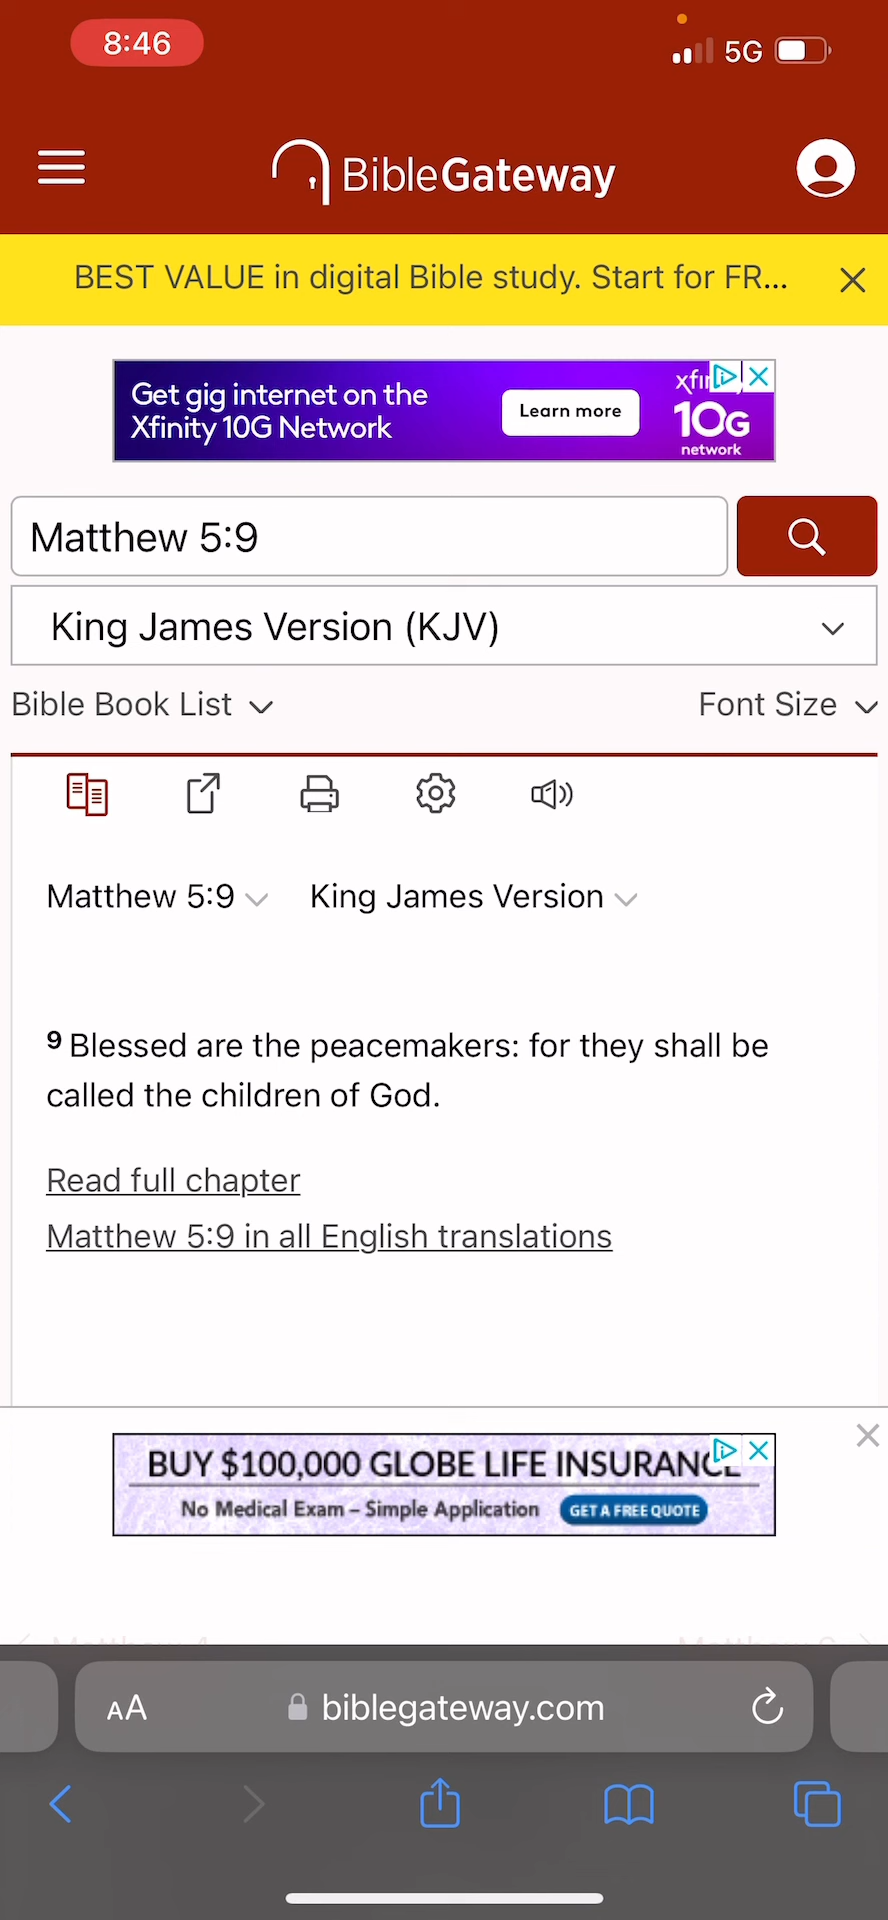 8:46
5G
BibleGateway
BEST VALUE in digital Bible study. Start for FR...
Get gig internet on the
Xfinity 10G Network
Learn more
10G
network
Matthew 5:9
King James Version (KJV)
Bible Book List
Font Size
Matthew 5:9
King James Version
9 Blessed are the peacemakers: for they shall be
called the children of God.
Read full chapter
Matthew 5:9 in all English translations
BUY $100,000 GLOBE LIFE INSURANCE
No Medical Exam – Simple Application
GET A FREE QUOTE
AA
biblegateway.com